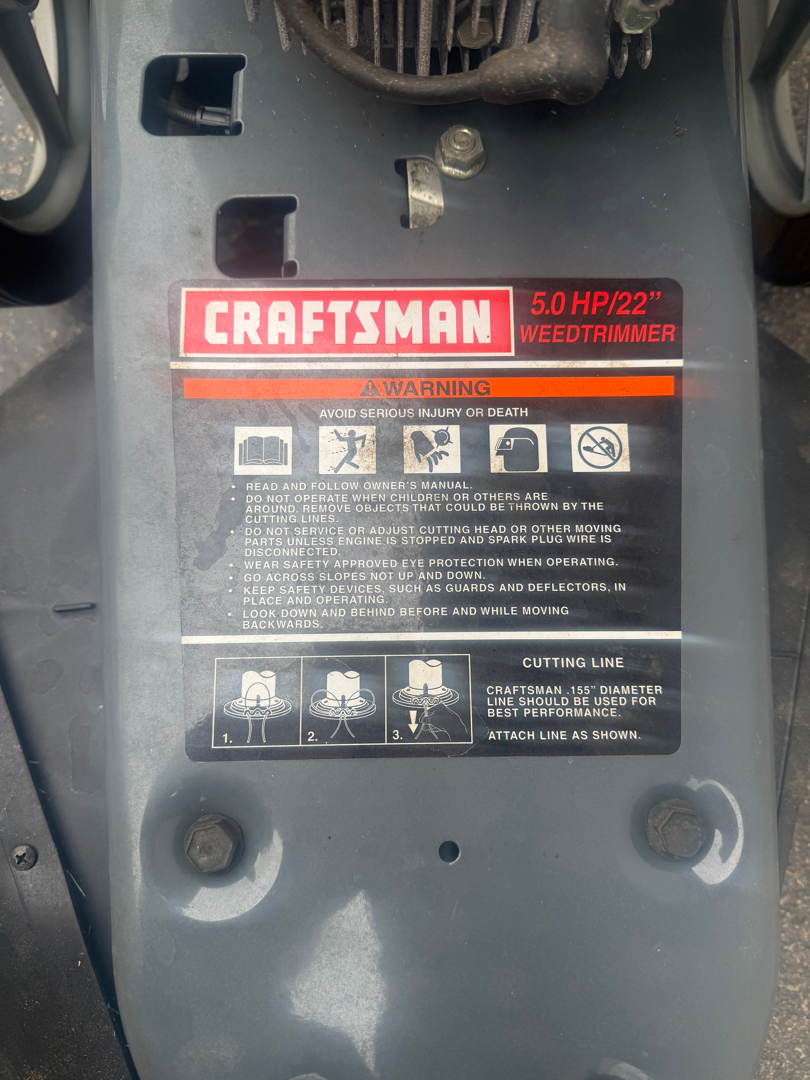 CRAFTSMAN
5.0 HP/22"
WEEDTRIMMER
WARNING
AVOID SERIOUS INJURY OR DEATH
• READ AND FOLLOW OWNER'S MANUAL.
• DO NOT OPERATE WHEN CHILDREN OR OTHERS ARE
AROUND. REMOVE OBJECTS THAT COULD BE THROWN BY THE
CUTTING LINES.
• DO NOT SERVICE OR ADJUST CUTTING HEAD OR OTHER MOVING
PARTS UNLESS ENGINE IS STOPPED AND SPARK PLUG WIRE IS
DISCONNECTED.
• WEAR SAFETY APPROVED EYE PROTECTION WHEN OPERATING.
• GO ACROSS SLOPES NOT UP AND DOWN.
• KEEP SAFETY DEVICES, SUCH AS GUARDS AND DEFLECTORS, IN
PLACE AND OPERATING.
• LOOK DOWN AND BEHIND BEFORE AND WHILE MOVING
BACKWARDS.
1.
2.
3.
CUTTING LINE
CRAFTSMAN .155" DIAMETER
LINE SHOULD BE USED FOR
BEST PERFORMANCE.
ATTACH LINE AS SHOWN.